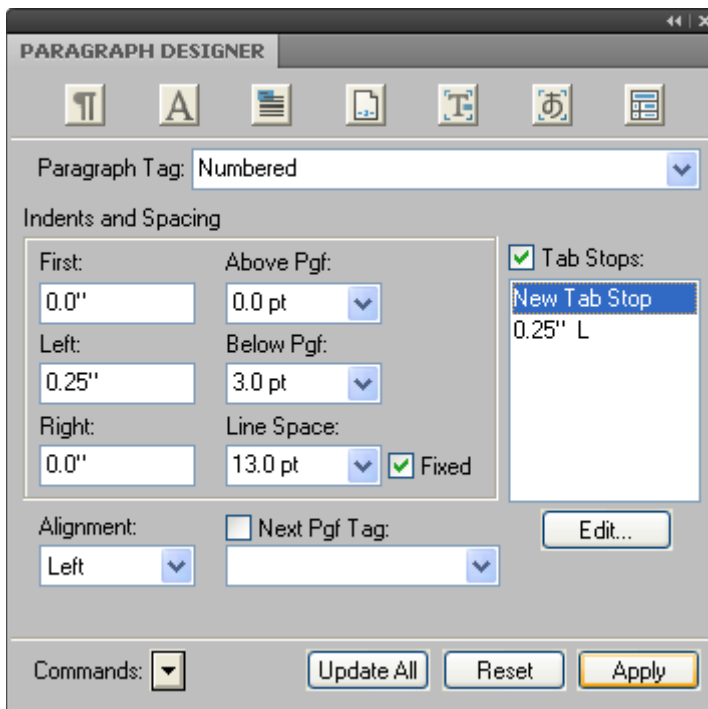 PARAGRAPH DESIGNER
Paragraph Tag: Numbered
Indents and Spacing
First:
0.0"
Above Pgf:
0.0 pt
Left:
0.25"
Below Pgf:
3.0 pt
Right:
0.0"
Line Space:
13.0 pt
Fixed
Tab Stops:
New Tab Stop
0.25" L
Edit...
Alignment:
Left
Next Pgf Tag:
Commands:
Update All
Reset
Apply